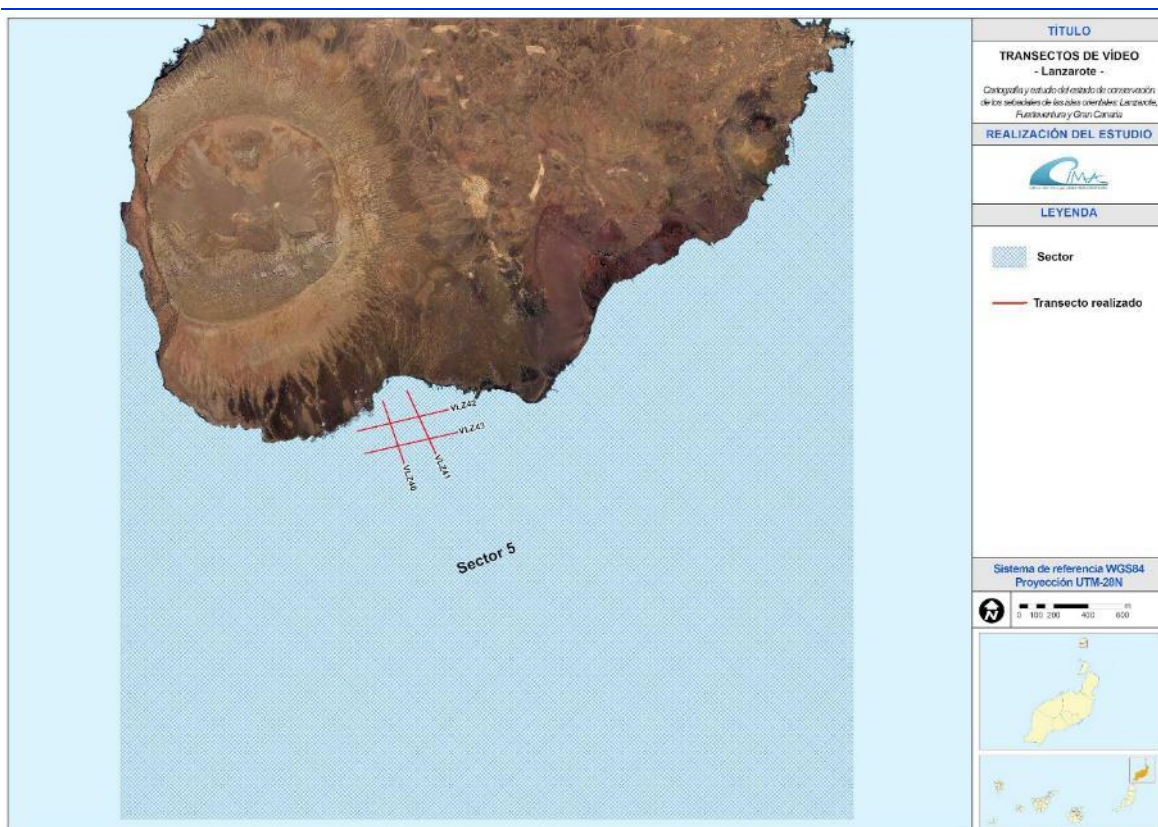 TÍTULO
TRANSECTOS DE VÍDEO
- Lanzarote -
Cartografía y estudio del estado de conservación
de los sebadales de las islas orientales: Lanzarote,
Fuerteventura y Gran Canaria
REALIZACIÓN DEL ESTUDIO
CIMA
LEYENDA
Sector
Transecto realizado
VLZ42
VLZ43
VLZ41
VLZ40
Sector 5
Sistema de referencia WGS84
Proyección UTM-28N
N
m
0 100 200 400 600